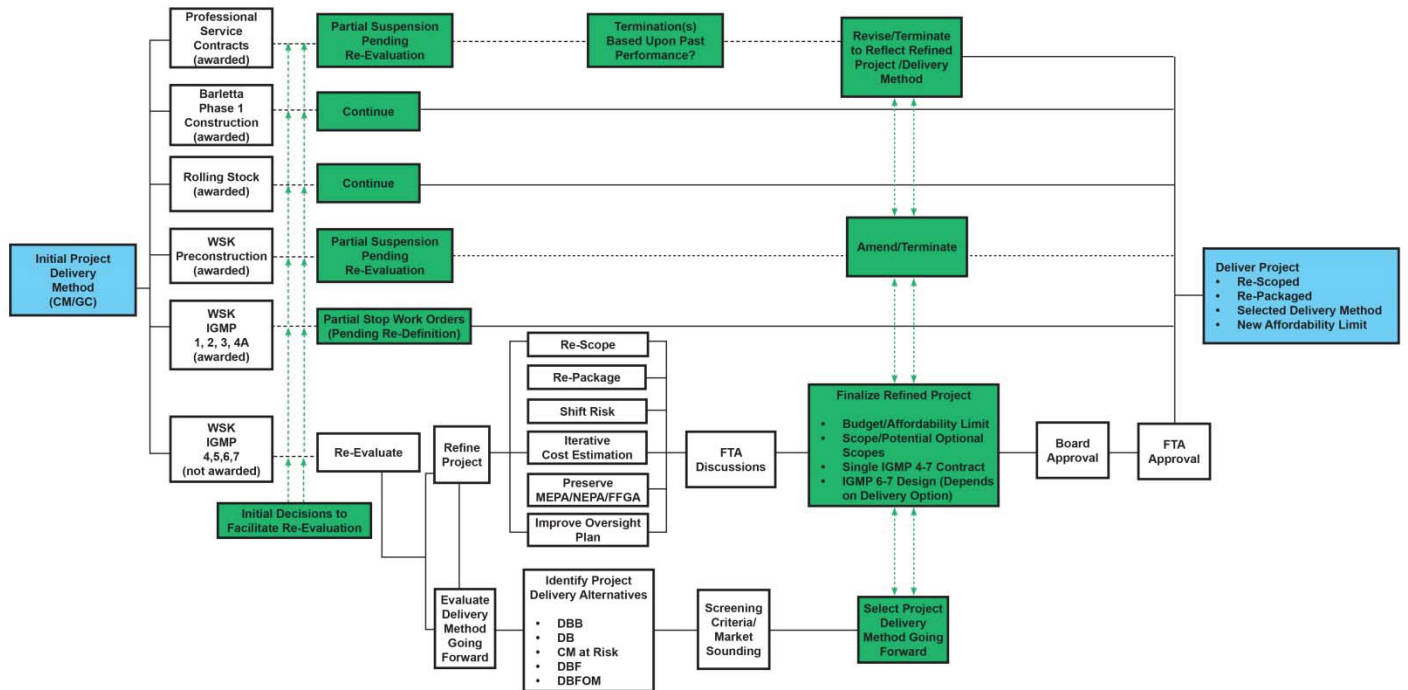 Initial Project
Delivery
Method
(CM/GC)
Professional
Service
Contracts
(awarded)
Partial Suspension
Pending
Re-Evaluation
Termination(s)
Based Upon Past
Performance?
Revise/Terminate
to Reflect Refined
Project /Delivery
Method
Barletta
Phase 1
Construction
(awarded)
Continue
Rolling Stock
(awarded)
Continue
WSK
Preconstruction
(awarded)
Partial Suspension
Pending
Re-Evaluation
Amend/Terminate
WSK
IGMP
1, 2, 3, 4A
(awarded)
Partial Stop Work Orders
(Pending Re-Definition)
WSK
IGMP
4,5,6,7
(not awarded)
Re-Evaluate
Initial Decisions to
Facilitate Re-Evaluation
Refine
Project
Re-Scope
Re-Package
Shift Risk
Iterative
Cost Estimation
Preserve
MEPA/NEPA/FFGA
Improve Oversight
Plan
FTA
Discussions
Finalize Refined Project
• Budget/Affordability Limit
• Scope/Potential Optional
Scopes
• Single IGMP 4-7 Contract
• IGMP 6-7 Design (Depends
on Delivery Option)
Board
Approval
FTA
Approval
Evaluate
Delivery
Method
Going
Forward
Identify Project
Delivery Alternatives
• DBB
• DB
• CM at Risk
• DBF
• DBFOM
Screening
Criteria/
Market
Sounding
Select Project
Delivery
Method Going
Forward
Deliver Project
• Re-Scoped
• Re-Packaged
• Selected Delivery Method
• New Affordability Limit